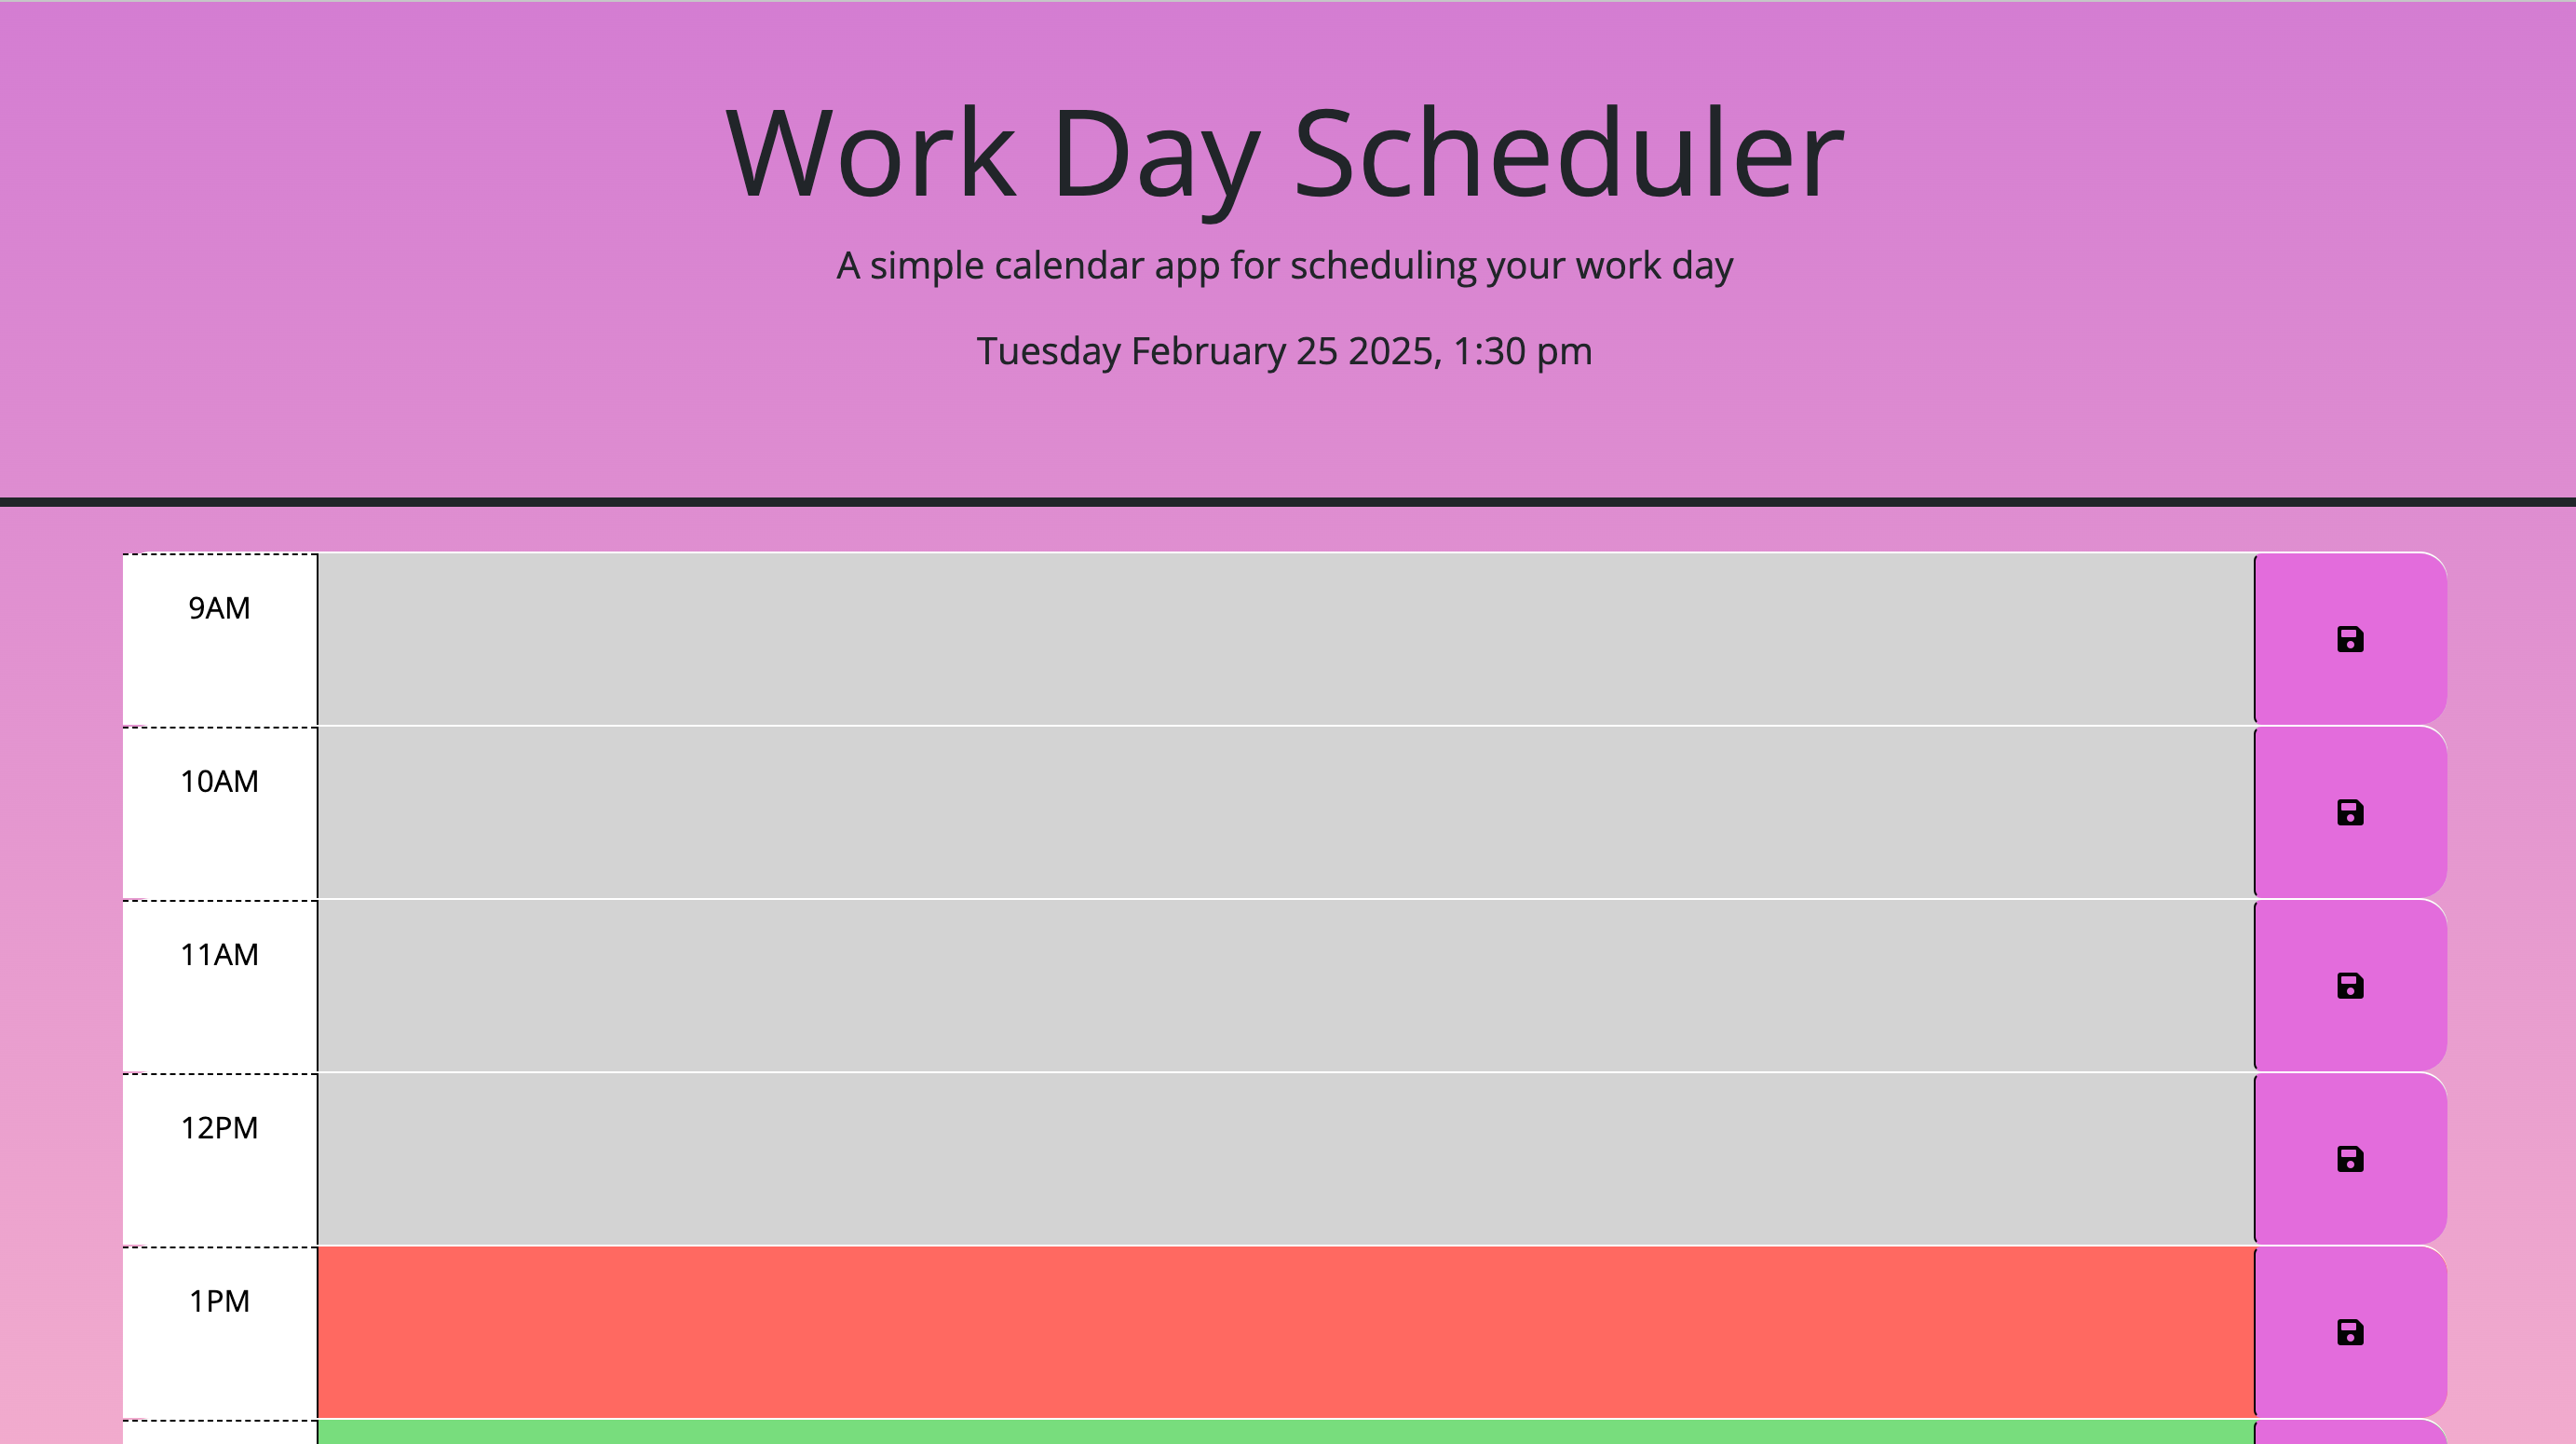 Work Day Scheduler
A simple calendar app for scheduling your work day
Tuesday February 25 2025, 1:30 pm
9AM
10AM
11AM
12PM
1PM